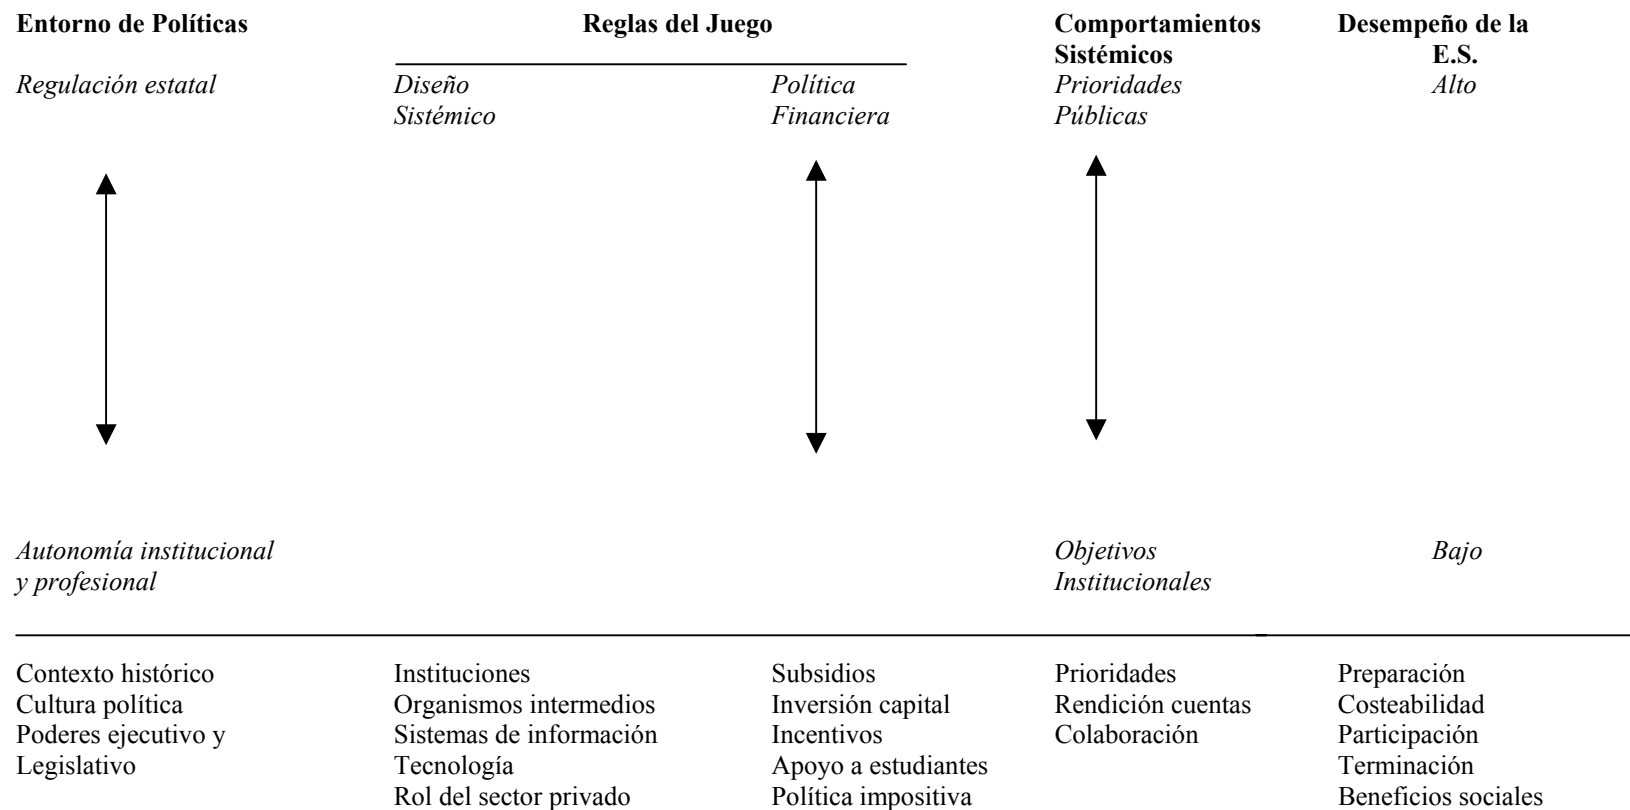 Entorno de Políticas
Reglas del Juego
Comportamientos
Sistémicos
Desempeño de la
E.S.
Regulación estatal
Diseño
Sistémico
Política
Financiera
Prioridades
Públicas
Alto
Autonomía institucional
y profesional
Objetivos
Institucionales
Bajo
Contexto histórico
Cultura política
Poderes ejecutivo y
Legislativo
Instituciones
Organismos intermedios
Sistemas de información
Tecnología
Rol del sector privado
Subsidios
Inversión capital
Incentivos
Apoyo a estudiantes
Política impositiva
Prioridades
Rendición cuentas
Colaboración
Preparación
Costeabilidad
Participación
Terminación
Beneficios sociales